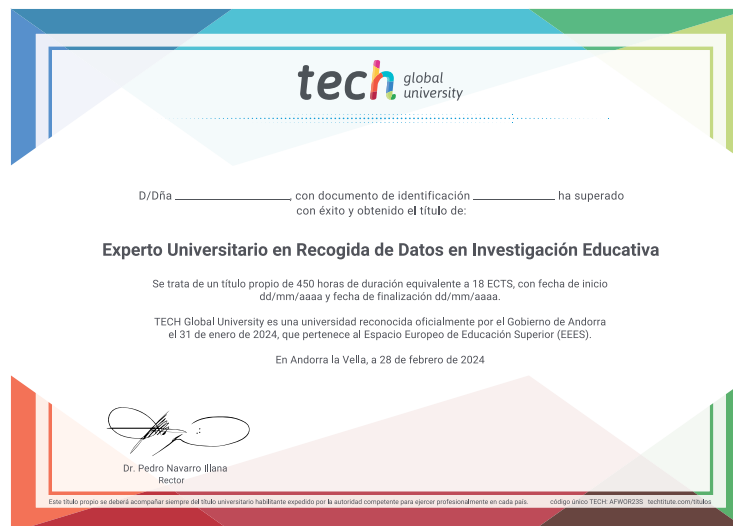 tech global university
D/Dña ____________, con documento de identificación ____________ ha superado
con éxito y obtenido el título de:
Experto Universitario en Recogida de Datos en Investigación Educativa
Se trata de un título propio de 450 horas de duración equivalente a 18 ECTS, con fecha de inicio
dd/mm/aaaa y fecha de finalización dd/mm/aaaa.
TECH Global University es una universidad reconocida oficialmente por el Gobierno de Andorra
el 31 de enero de 2024, que pertenece al Espacio Europeo de Educación Superior (EEES).
En Andorra la Vella, a 28 de febrero de 2024
Dr. Pedro Navarro Illana
Rector
Este título propio se deberá acompañar siempre del título universitario habilitante expedido por la autoridad competente para ejercer profesionalmente en cada país. código único TECH: AFWOR23S techtitute.com/titulos